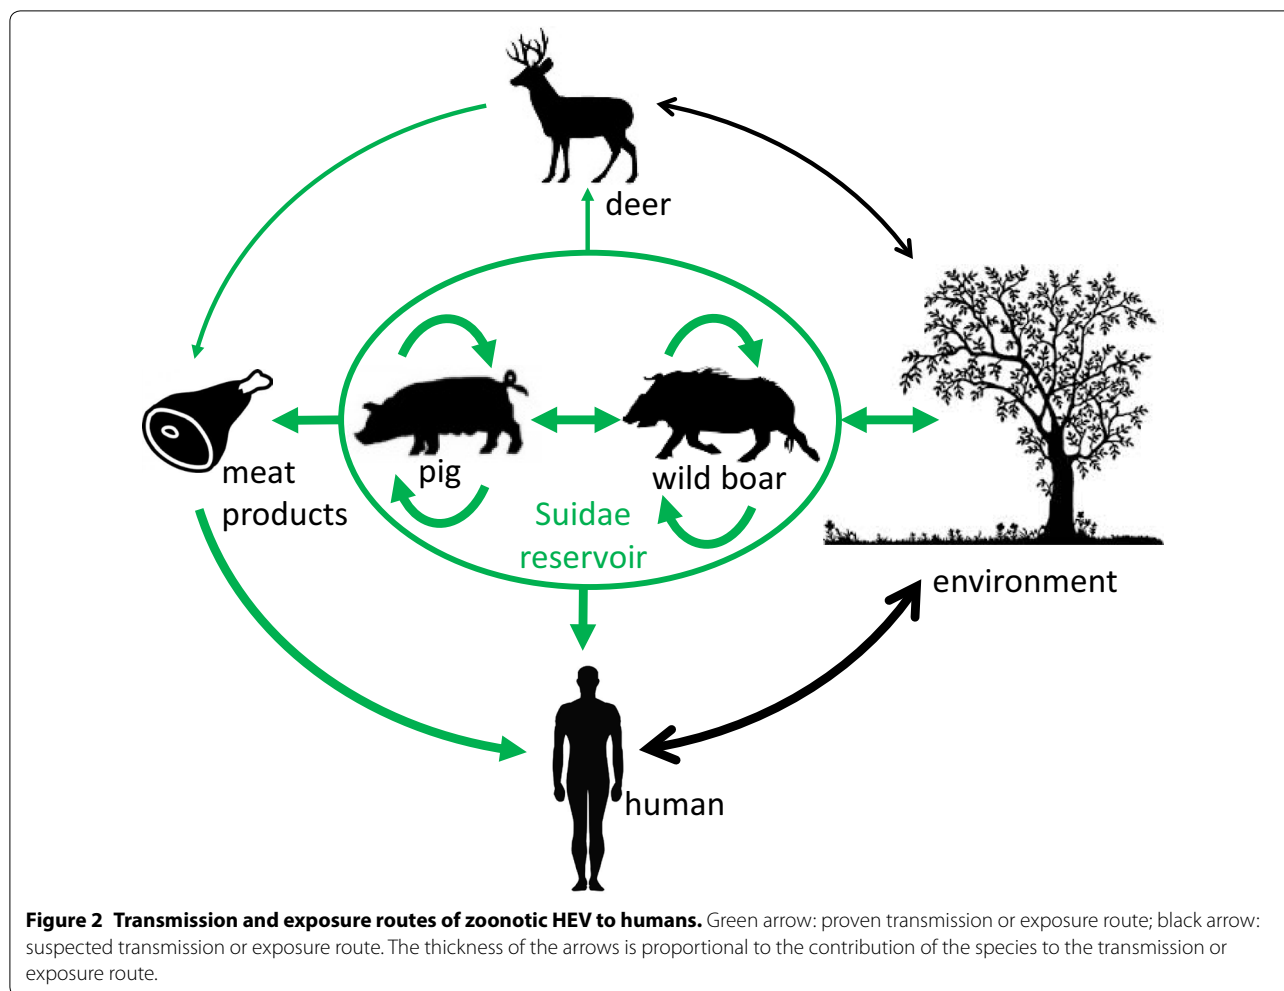 deer
pig
wild boar
meat
products
Suidae
reservoir
environment
human
Figure 2 Transmission and exposure routes of zoonotic HEV to humans. Green arrow: proven transmission or exposure route; black arrow:
suspected transmission or exposure route. The thickness of the arrows is proportional to the contribution of the species to the transmission or
exposure route.